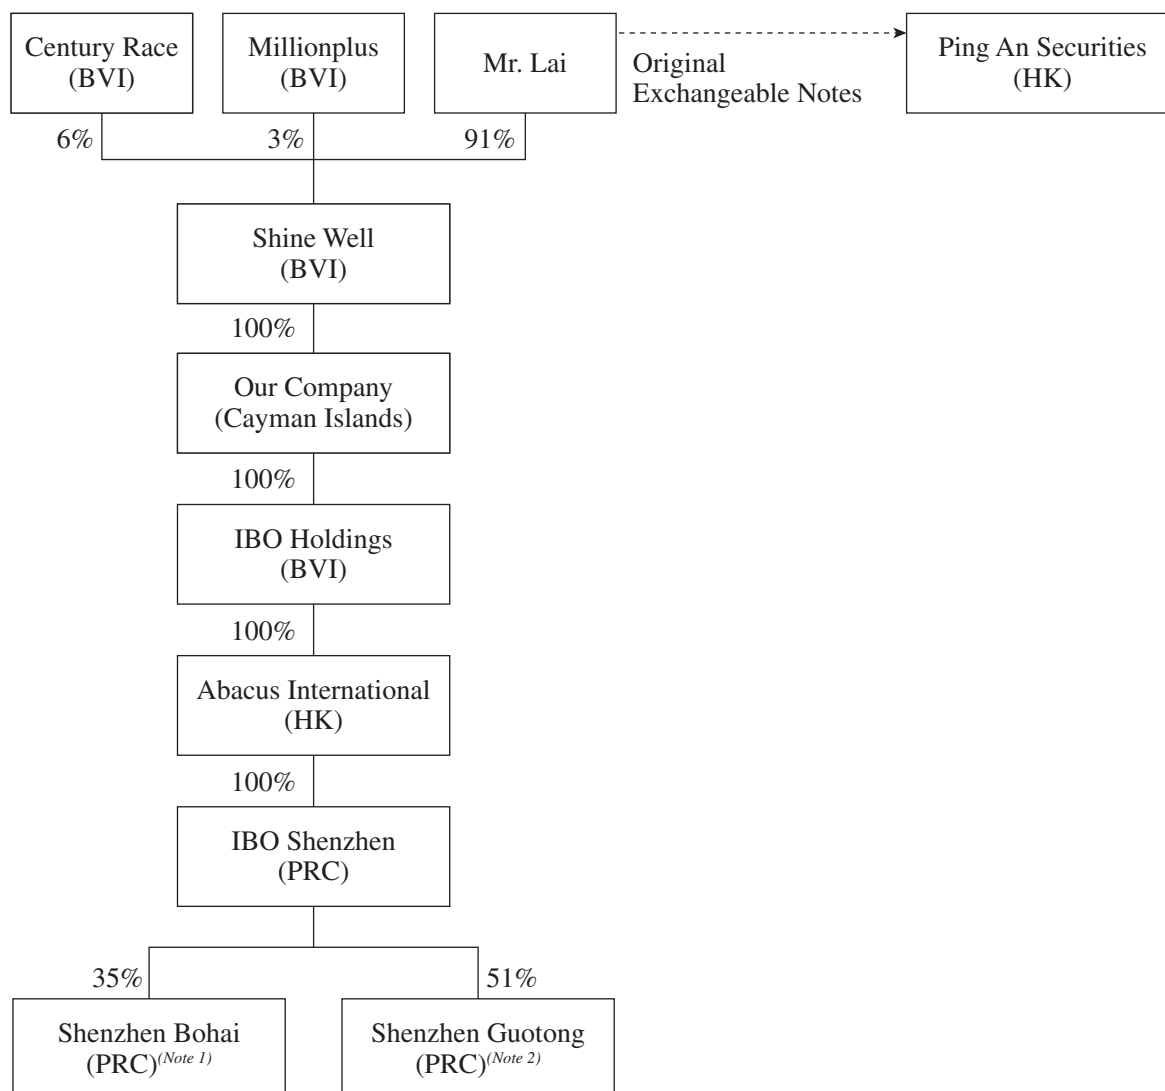 Century Race
(BVI)
Millionplus
(BVI)
Mr. Lai
Original
Exchangeable Notes
Ping An Securities
(HK)
6%
3%
91%
Shine Well
(BVI)
100%
Our Company
(Cayman Islands)
100%
IBO Holdings
(BVI)
100%
Abacus International
(HK)
100%
IBO Shenzhen
(PRC)
35%
51%
Shenzhen Bohai
(PRC)(Note 1)
Shenzhen Guotong
(PRC)(Note 2)